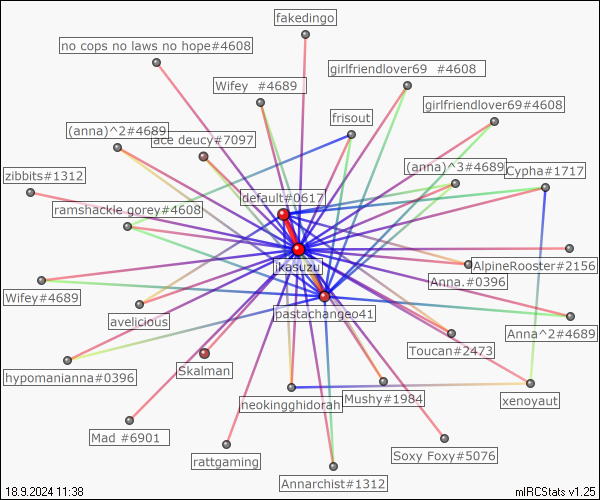 fakedingo
no cops no laws no hope#4608
girlfriendlover69 #4608
Wifey #4689
girlfriendlover69#4608
frisout
(anna)^2#4689
ace deucy#7097
(anna)^3#4689
Cypha#1717
zibbits#1312
default#0617
ramshackle gorey#4608
ikasuzu
AlpineRooster#2156
Anna.#0396
Wifey#4689
pastachangeo41
avelicious
Anna^2#4689
Toucan#2473
Skalman
hypomanianna#0396
neokingghidorah
Mushy#1984
xenoyaut
Mad #6901
Soxy Foxy#5076
rattgaming
Annarchist#1312
18.9.2024 11:38
mIRCStats v1.25